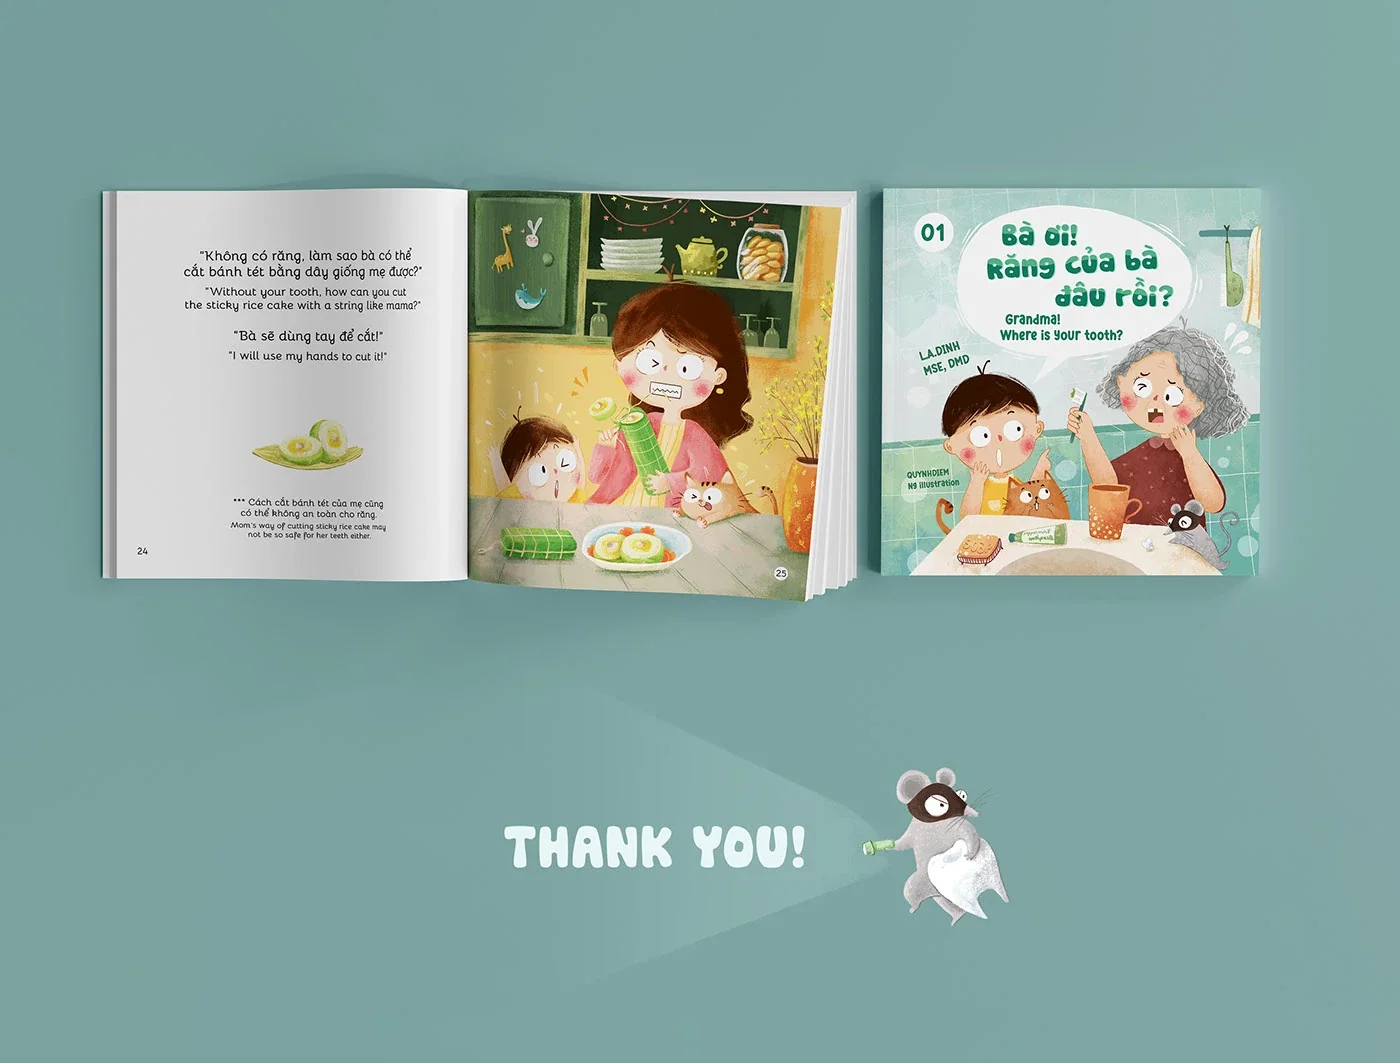 "Không có răng, làm sao bà có thể
cắt bánh tét bằng dây giống mẹ được?"
"Without your tooth, how can you cut
the sticky rice cake with a string like mama?"
"Bà sẽ dùng tay để cắt!"
"I will use my hands to cut it!"
*** Cách cắt bánh tét của mẹ cũng
có thể không an toàn cho răng.
Mom's way of cutting sticky rice cake may
not be so safe for her teeth either.
24
25
01
Bà ơi!
Răng của bà
đâu rồi?
Grandma!
Where is your tooth?
L.A.DINH
MSE, DMD
QUYNHDIEM
Ng illustration
THANK YOU!